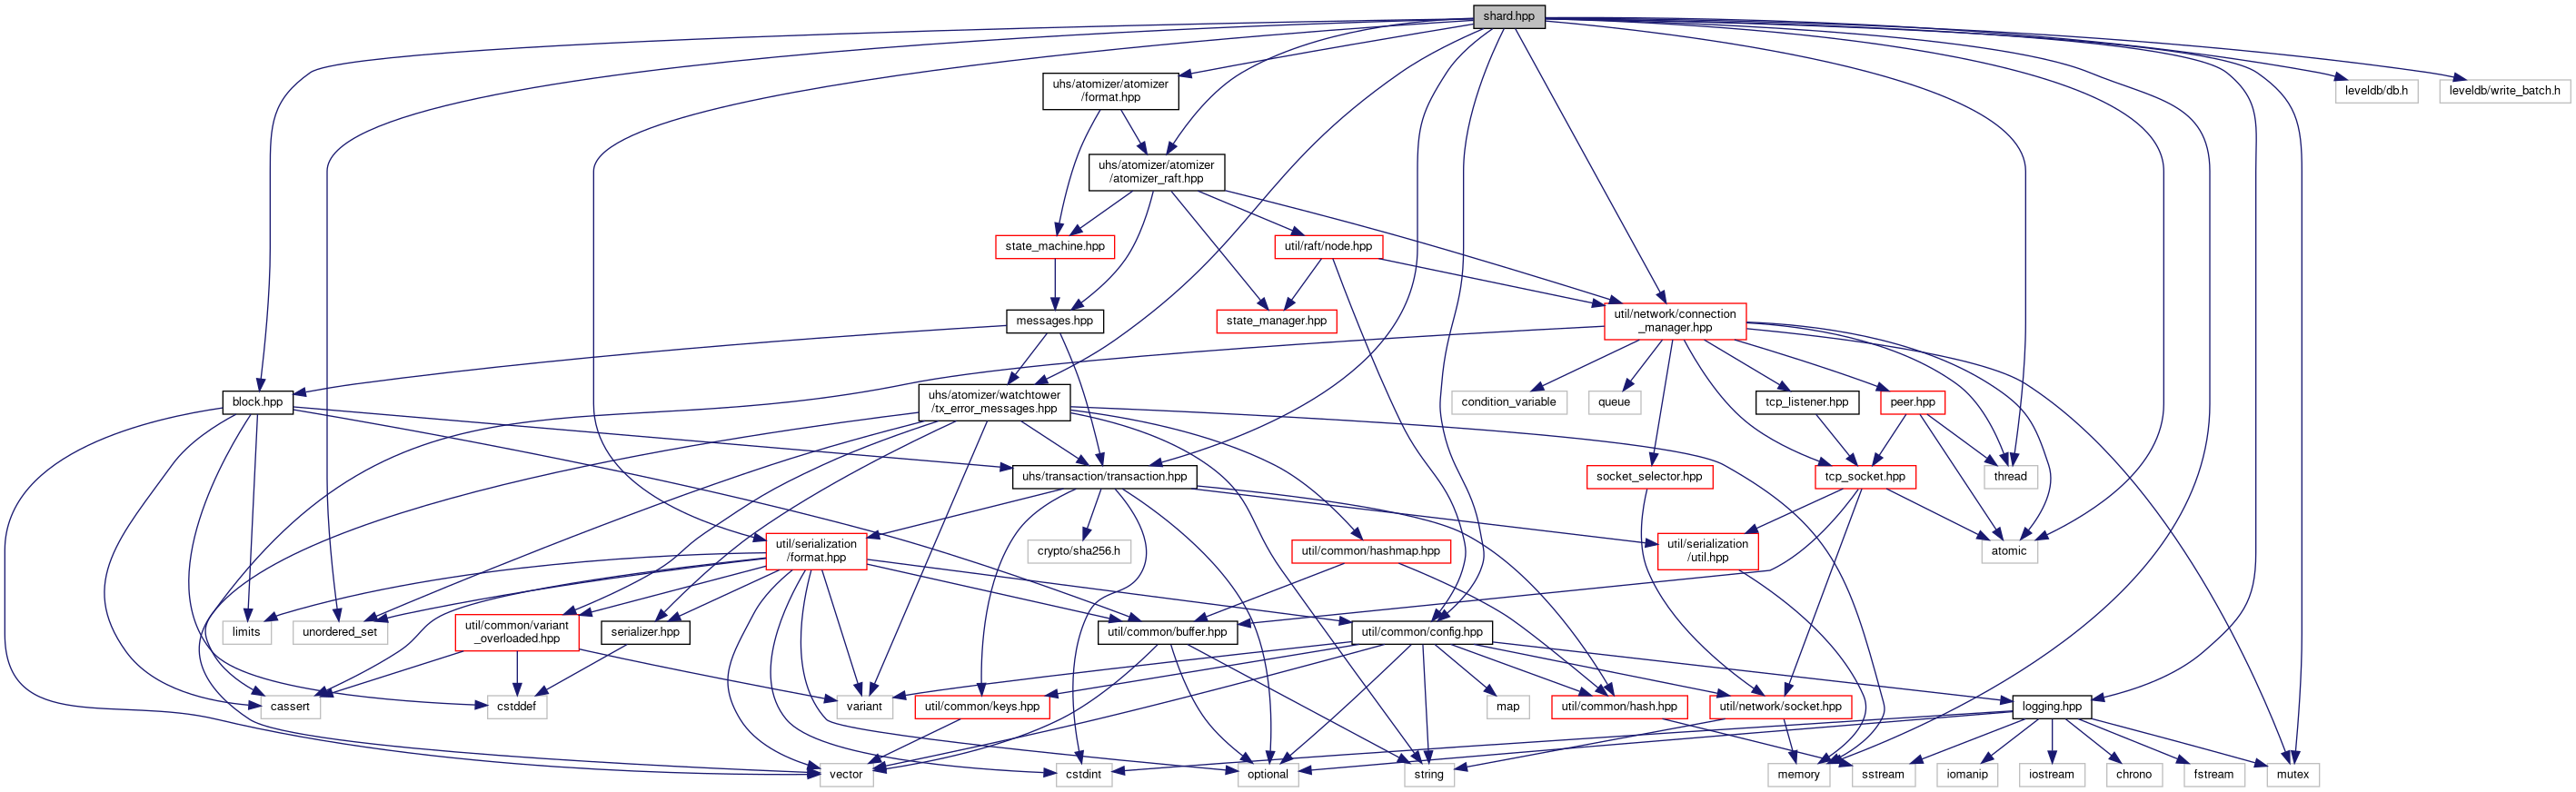 shard.hpp
uhs/atomizer/atomizer
/format.hpp
leveldb/db.h
leveldb/write_batch.h
uhs/atomizer/atomizer
/atomizer_raft.hpp
state_machine.hpp
util/raft/node.hpp
messages.hpp
state_manager.hpp
util/network/connection
_manager.hpp
block.hpp
uhs/atomizer/watchtower
/tx_error_messages.hpp
condition_variable
queue
tcp_listener.hpp
peer.hpp
uhs/transaction/transaction.hpp
socket_selector.hpp
tcp_socket.hpp
thread
util/serialization
/format.hpp
crypto/sha256.h
util/common/hashmap.hpp
util/serialization
/util.hpp
atomic
limits
unordered_set
util/common/variant
_overloaded.hpp
serializer.hpp
util/common/buffer.hpp
util/common/config.hpp
cassert
cstddef
variant
util/common/keys.hpp
map
util/common/hash.hpp
util/network/socket.hpp
logging.hpp
vector
cstdint
optional
string
memory
sstream
iomanip
iostream
chrono
fstream
mutex